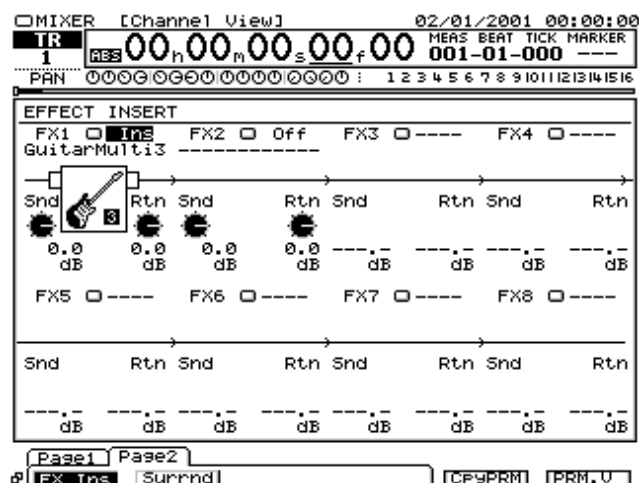 MIXER [Channel View] 02/01/2001 00:00:00
TR 1 ABS 00h00m00s00f00 MEAS BEAT TICK MARKER
001-01-000 ---
PAN 1 2 3 4 5 6 7 8 9 10 11 12 13 14 15 16
EFFECT INSERT
FX1 Ins FX2 Off FX3 ---- FX4 ----
GuitarMulti3 ------------
3
Snd Rtn Snd Rtn Snd Rtn Snd Rtn
0.0 0.0 0.0 0.0 ---.- ---.- ---.- ---.-
dB dB dB dB dB dB dB dB
FX5 ---- FX6 ---- FX7 ---- FX8 ----
Snd Rtn Snd Rtn Snd Rtn Snd Rtn
---.- ---.- ---.- ---.- ---.- ---.- ---.- ---.-
dB dB dB dB dB dB dB dB
Page1 Page2
FX Ins Surrnd CpyPRM PRM.V